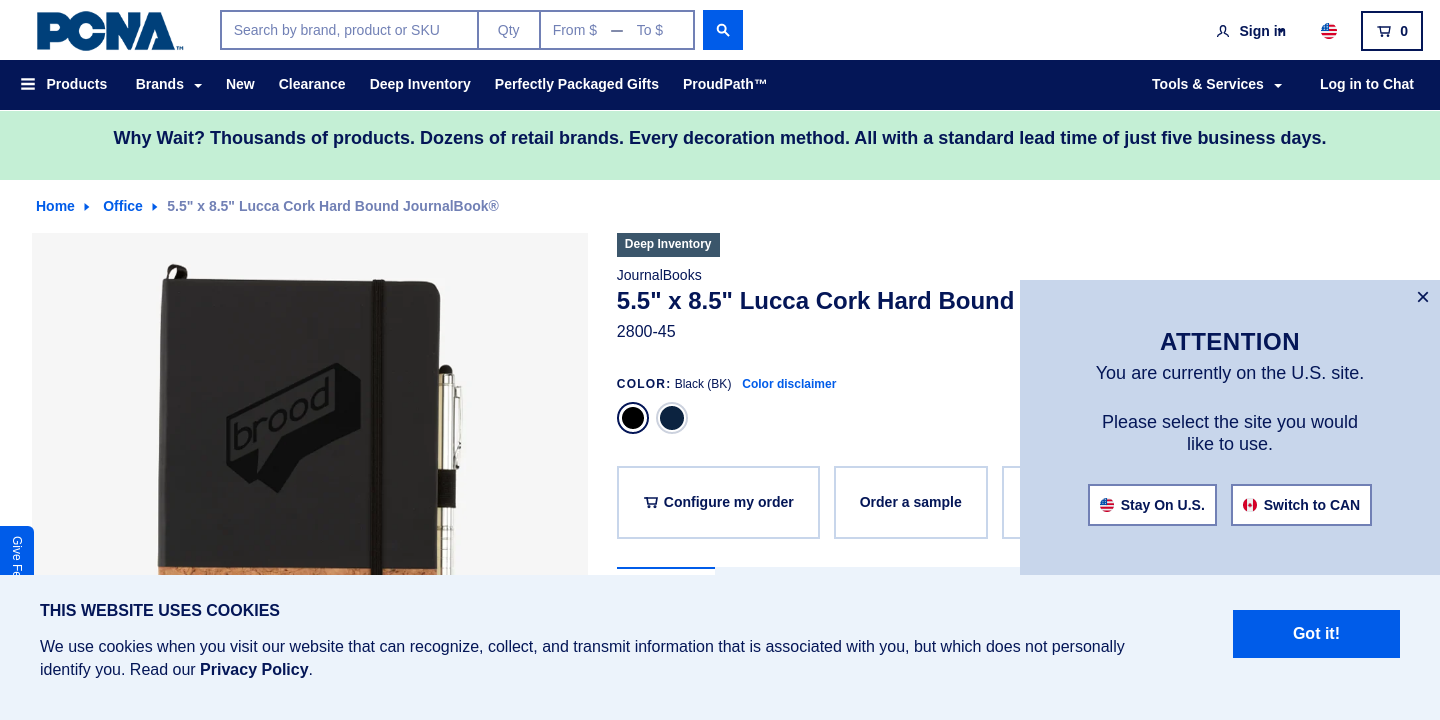 PCNA™
Search by brand, product or SKU
Qty
From $ — To $
Sign in
0
Products
Brands
New
Clearance
Deep Inventory
Perfectly Packaged Gifts
ProudPath™
Tools & Services
Log in to Chat
Why Wait? Thousands of products. Dozens of retail brands. Every decoration method. All with a standard lead time of just five business days.
Home
Office
5.5" x 8.5" Lucca Cork Hard Bound JournalBook®
brood
Deep Inventory
JournalBooks
5.5" x 8.5" Lucca Cork Hard Bound
2800-45
COLOR: Black (BK) Color disclaimer
Configure my order
Order a sample
×
ATTENTION
You are currently on the U.S. site.
Please select the site you would
like to use.
Stay On U.S.
Switch to CAN
Give Fe
THIS WEBSITE USES COOKIES
We use cookies when you visit our website that can recognize, collect, and transmit information that is associated with you, but which does not personally
identify you. Read our Privacy Policy.
Got it!